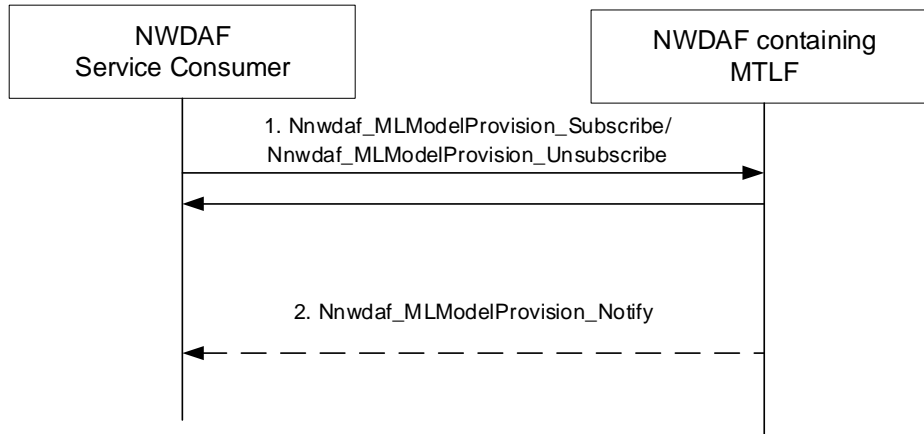 NWDAF
Service Consumer
NWDAF containing
MTLF
1. Nnwdaf_MLModelProvision_Subscribe/
Nnwdaf_MLModelProvision_Unsubscribe
2. Nnwdaf_MLModelProvision_Notify